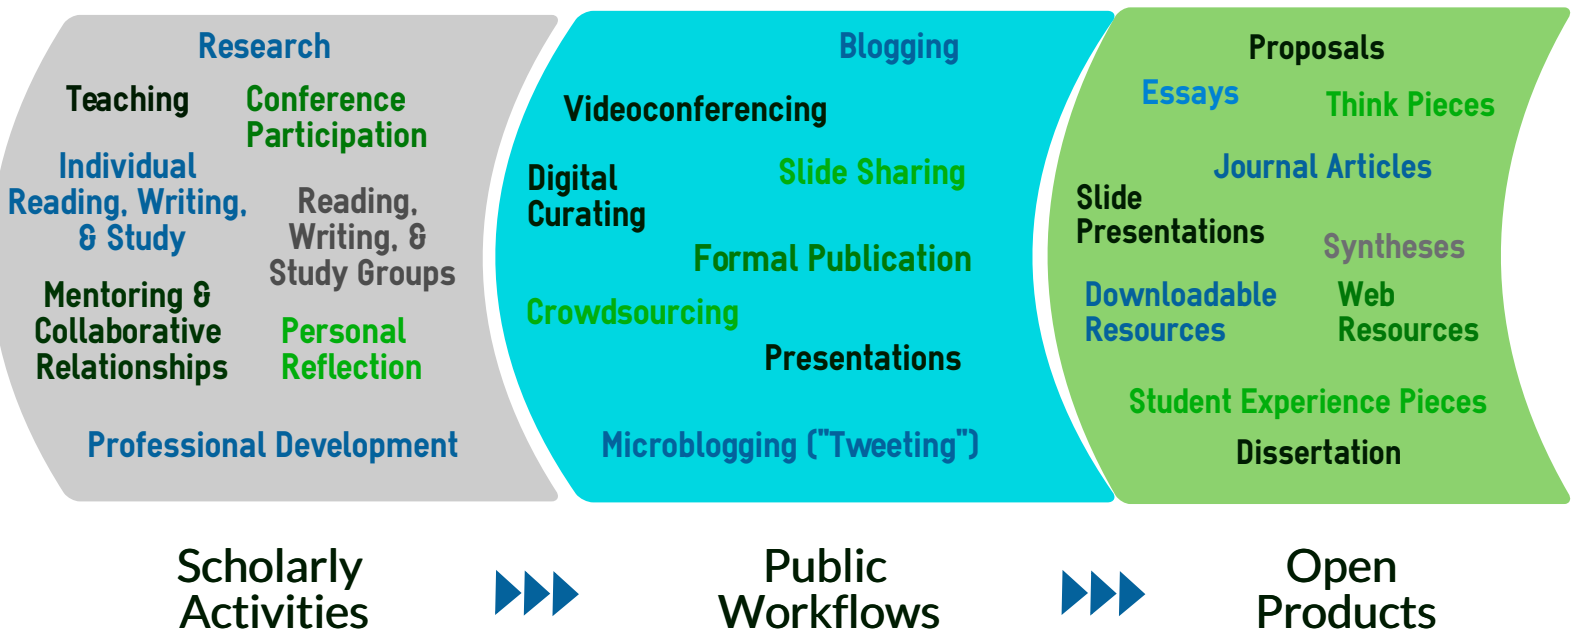 Research
Teaching
Conference
Participation
Individual
Reading, Writing,
& Study
Reading,
Writing, &
Study Groups
Mentoring &
Collaborative
Relationships
Personal
Reflection
Professional Development
Blogging
Videoconferencing
Digital
Curating
Slide Sharing
Formal Publication
Crowdsourcing
Presentations
Microblogging ("Tweeting")
Proposals
Essays
Think Pieces
Journal Articles
Slide
Presentations
Syntheses
Downloadable
Resources
Web
Resources
Student Experience Pieces
Dissertation
Scholarly
Activities
Public
Workflows
Open
Products